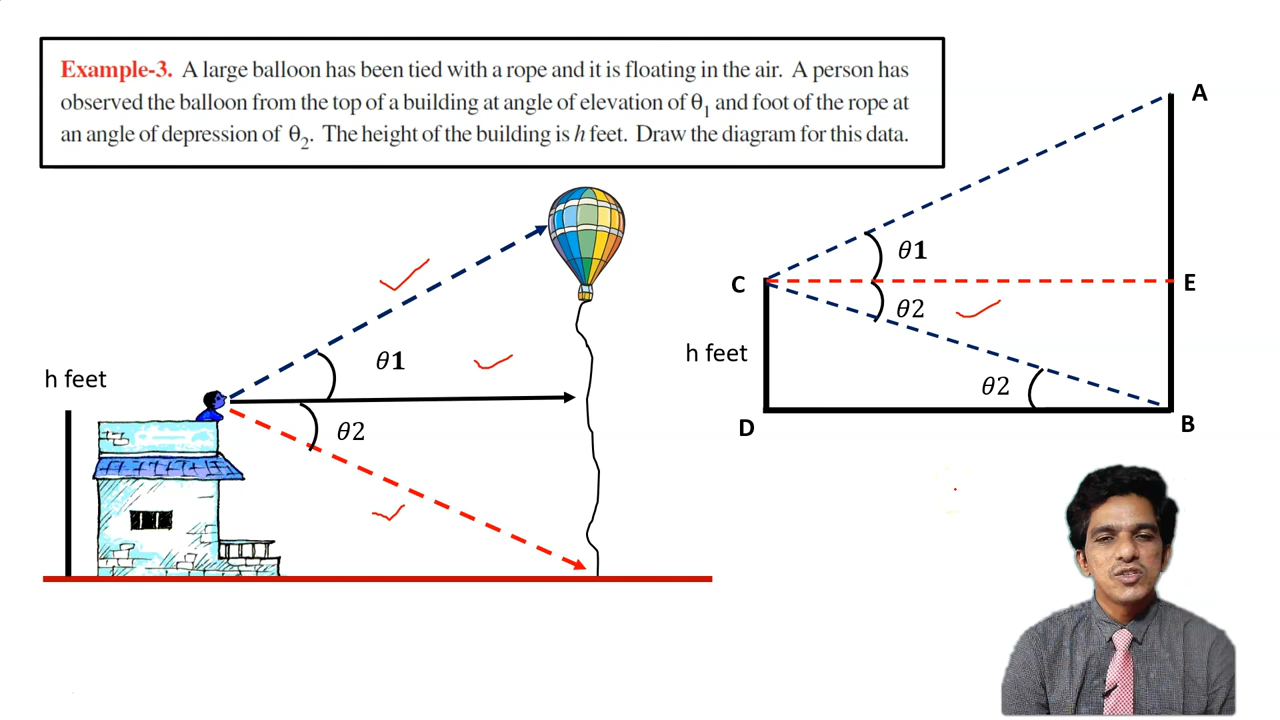 Example-3. A large balloon has been tied with a rope and it is floating in the air. A person has
observed the balloon from the top of a building at angle of elevation of θ₁ and foot of the rope at
an angle of depression of θ₂. The height of the building is h feet. Draw the diagram for this data.
h feet
θ1
θ2
A
C
E
θ1
θ2
h feet
θ2
D
B